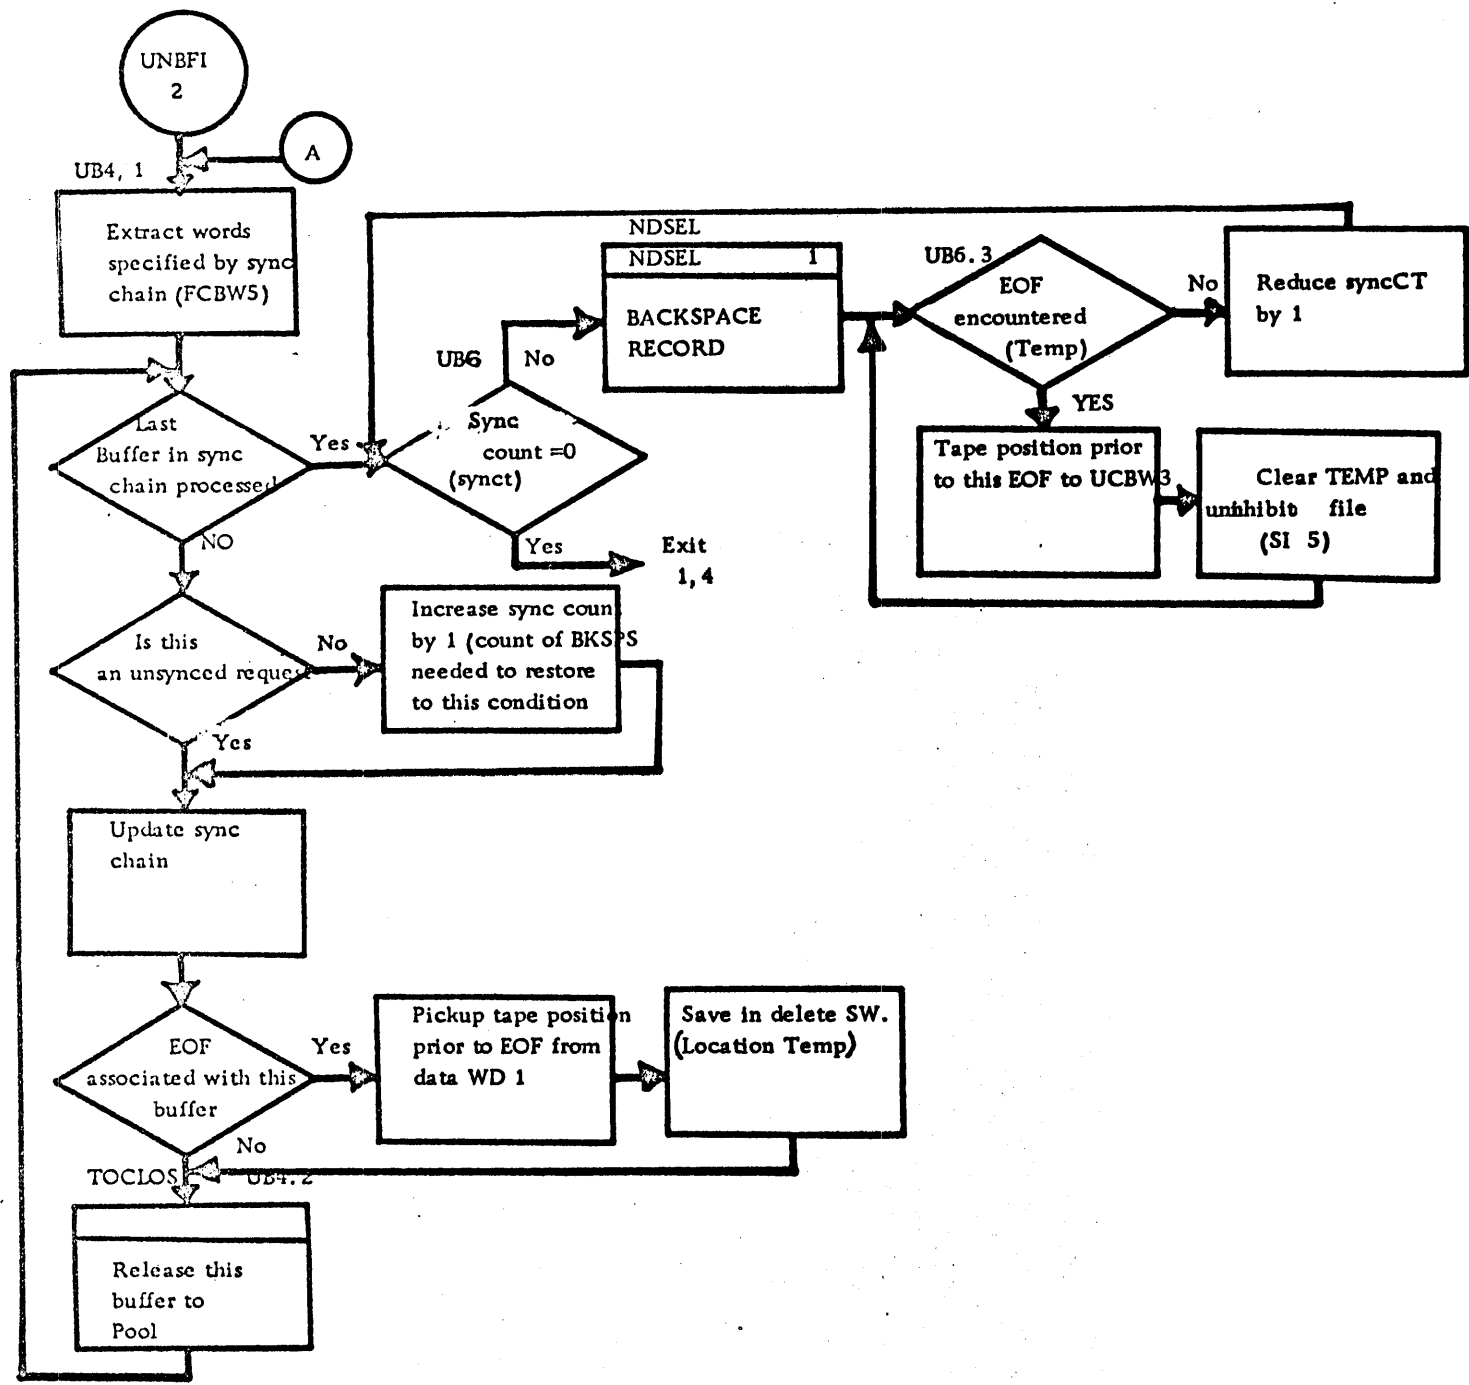 UNBFI
2
A
UB4, 1
Extract words
specified by sync
chain (FCBW5)
Last
Buffer in sync
chain processed
Yes
NO
UB6
No
Sync
count =0
(synct)
Yes
Exit
1, 4
NDSEL
NDSEL 1
BACKSPACE
RECORD
UB6.3
EOF
encountered
(Temp)
No
Reduce syncCT
by 1
YES
Tape position prior
to this EOF to UCBW3
Clear TEMP and
file
(SI 5)
Is this
an unsynced request
No
Increase sync coun
by 1 (count of BKSPS
needed to restore
to this condition
Yes
Update sync
chain
EOF
associated with this
buffer
Yes
Pickup tape position
prior to EOF from
data WD 1
Save in delete SW.
(Location Temp)
No
TOCLOS UB4.2
Release this
buffer to
Pool